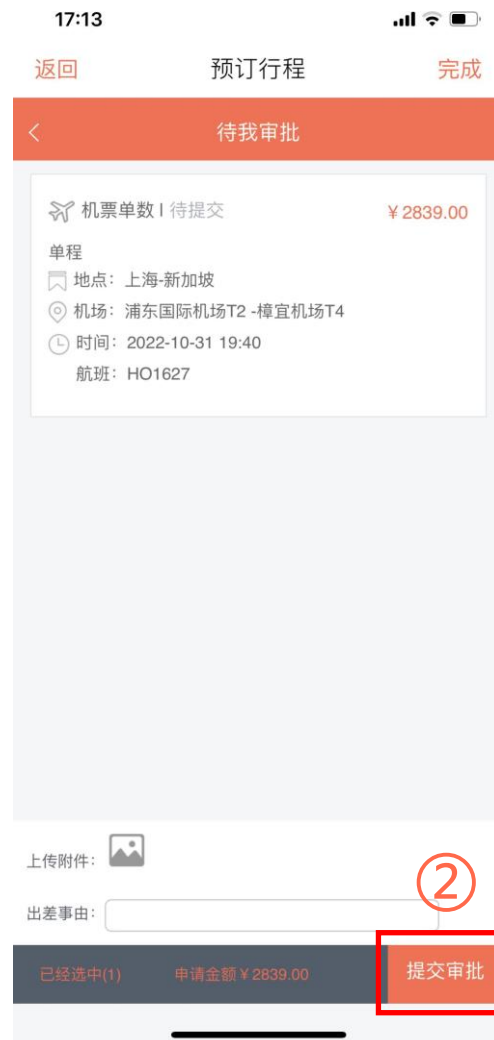 17:13
返回 预订行程 完成
待我审批
机票单数 I 待提交 ¥2839.00
单程
地点：上海-新加坡
机场：浦东国际机场T2 -樟宜机场T4
时间：2022-10-31 19:40
航班：HO1627
上传附件：
②
出差事由：
已经选中(1) 申请金额￥2839.00 提交审批